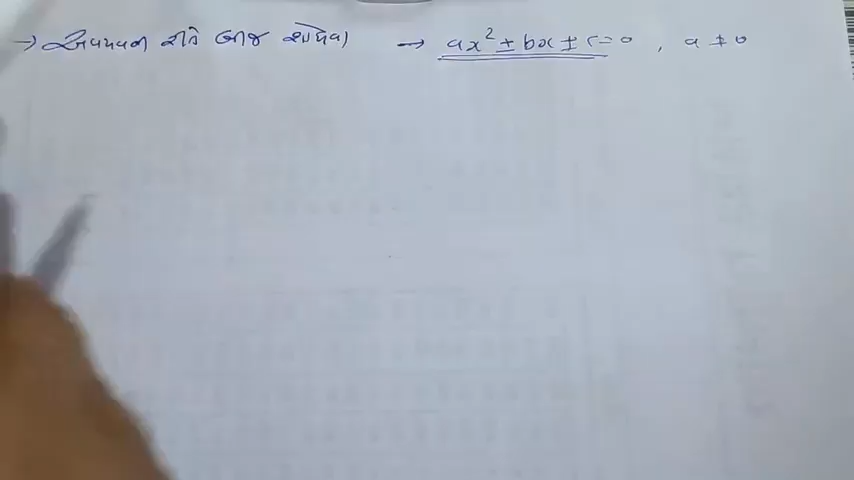 → અવયવની રીતે બીજ શોધવા → ax² ± bx ± c = 0 , a ≠ 0